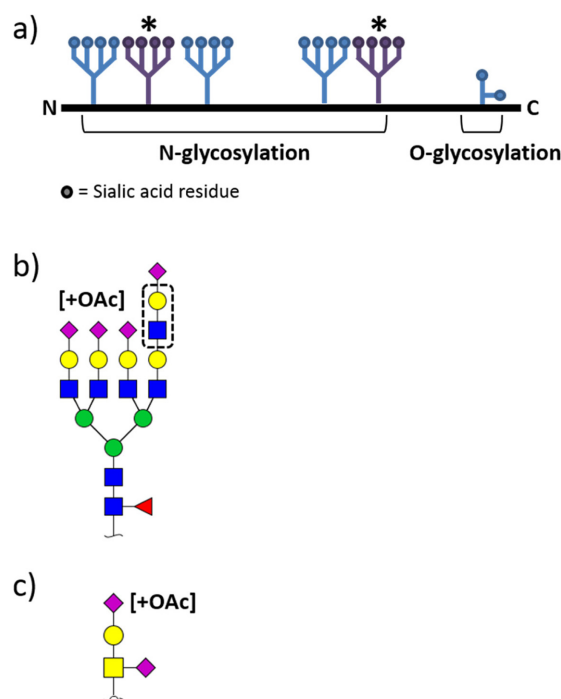 a)
* *
N C
N-glycosylation O-glycosylation
= Sialic acid residue
b)
[+OAc]
c)
[+OAc]